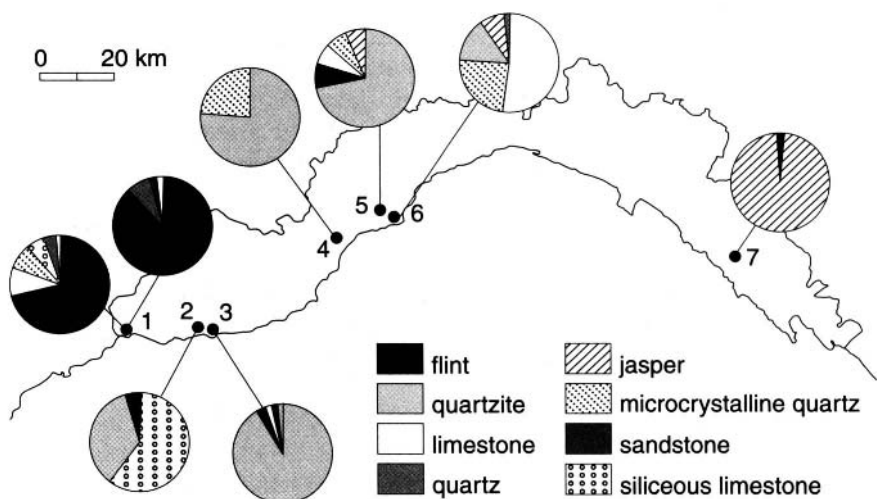 0 20 km
5
6
4
7
1
2 3
flint
quartzite
limestone
quartz
jasper
microcrystalline quartz
sandstone
siliceous limestone